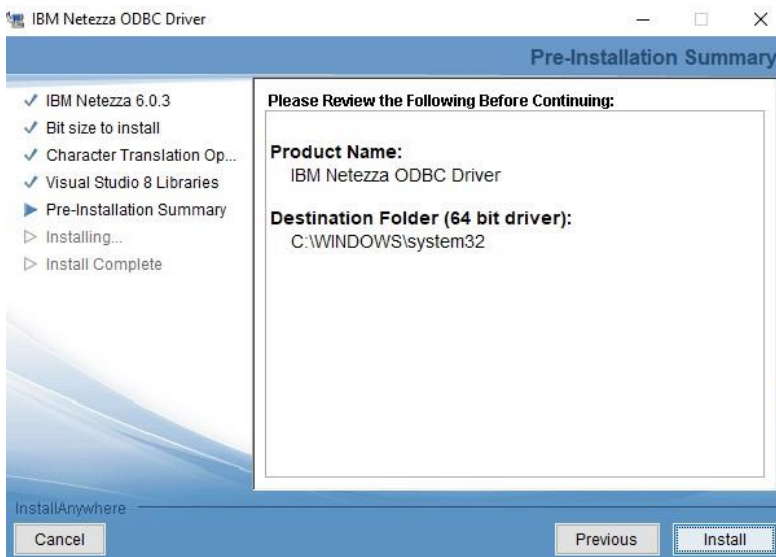 IBM Netezza ODBC Driver
Pre-Installation Summary
IBM Netezza 6.0.3
Bit size to install
Character Translation Op...
Visual Studio 8 Libraries
Pre-Installation Summary
Installing...
Install Complete
Please Review the Following Before Continuing:
Product Name:
IBM Netezza ODBC Driver
Destination Folder (64 bit driver):
C:\WINDOWS\system32
InstallAnywhere
Cancel
Previous
Install